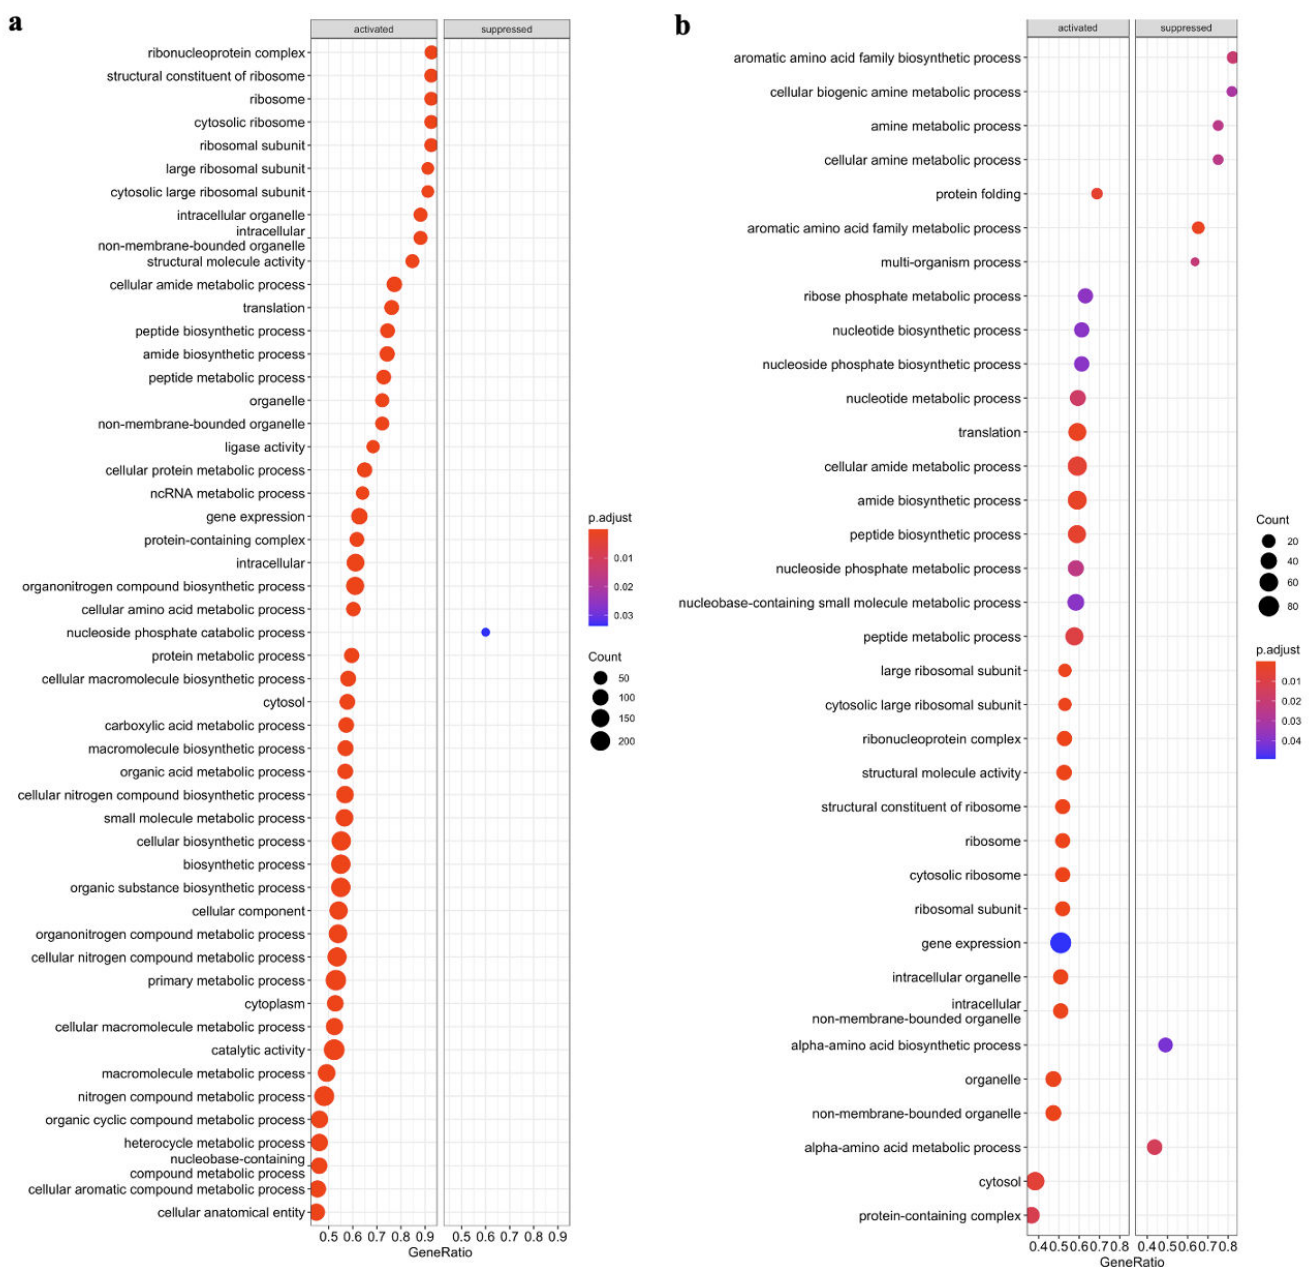 a
activated
suppressed
ribonucleoprotein complex
structural constituent of ribosome
ribosome
cytosolic ribosome
ribosomal subunit
large ribosomal subunit
cytosolic large ribosomal subunit
intracellular organelle
intracellular
non-membrane-bounded organelle
structural molecule activity
cellular amide metabolic process
translation
peptide biosynthetic process
amide biosynthetic process
peptide metabolic process
organelle
non-membrane-bounded organelle
ligase activity
cellular protein metabolic process
ncRNA metabolic process
gene expression
protein-containing complex
intracellular
organonitrogen compound biosynthetic process
cellular amino acid metabolic process
nucleoside phosphate catabolic process
protein metabolic process
cellular macromolecule biosynthetic process
cytosol
carboxylic acid metabolic process
macromolecule biosynthetic process
organic acid metabolic process
cellular nitrogen compound biosynthetic process
small molecule metabolic process
cellular biosynthetic process
biosynthetic process
organic substance biosynthetic process
cellular component
organonitrogen compound metabolic process
cellular nitrogen compound metabolic process
primary metabolic process
cytoplasm
cellular macromolecule metabolic process
catalytic activity
macromolecule metabolic process
nitrogen compound metabolic process
organic cyclic compound metabolic process
heterocycle metabolic process
nucleobase-containing
compound metabolic process
cellular aromatic compound metabolic process
cellular anatomical entity
0.5 0.6 0.7 0.8 0.9
0.5 0.6 0.7 0.8 0.9
GeneRatio
p.adjust
0.01
0.02
0.03
Count
50
100
150
200
b
activated
suppressed
aromatic amino acid family biosynthetic process
cellular biogenic amine metabolic process
amine metabolic process
cellular amine metabolic process
protein folding
aromatic amino acid family metabolic process
multi-organism process
ribose phosphate metabolic process
nucleotide biosynthetic process
nucleoside phosphate biosynthetic process
nucleotide metabolic process
translation
cellular amide metabolic process
amide biosynthetic process
peptide biosynthetic process
nucleoside phosphate metabolic process
nucleobase-containing small molecule metabolic process
peptide metabolic process
large ribosomal subunit
cytosolic large ribosomal subunit
ribonucleoprotein complex
structural molecule activity
structural constituent of ribosome
ribosome
cytosolic ribosome
ribosomal subunit
gene expression
intracellular organelle
intracellular
non-membrane-bounded organelle
alpha-amino acid biosynthetic process
organelle
non-membrane-bounded organelle
alpha-amino acid metabolic process
cytosol
protein-containing complex
0.4 0.5 0.6 0.7 0.8
0.4 0.5 0.6 0.7 0.8
GeneRatio
Count
20
40
60
80
p.adjust
0.01
0.02
0.03
0.04